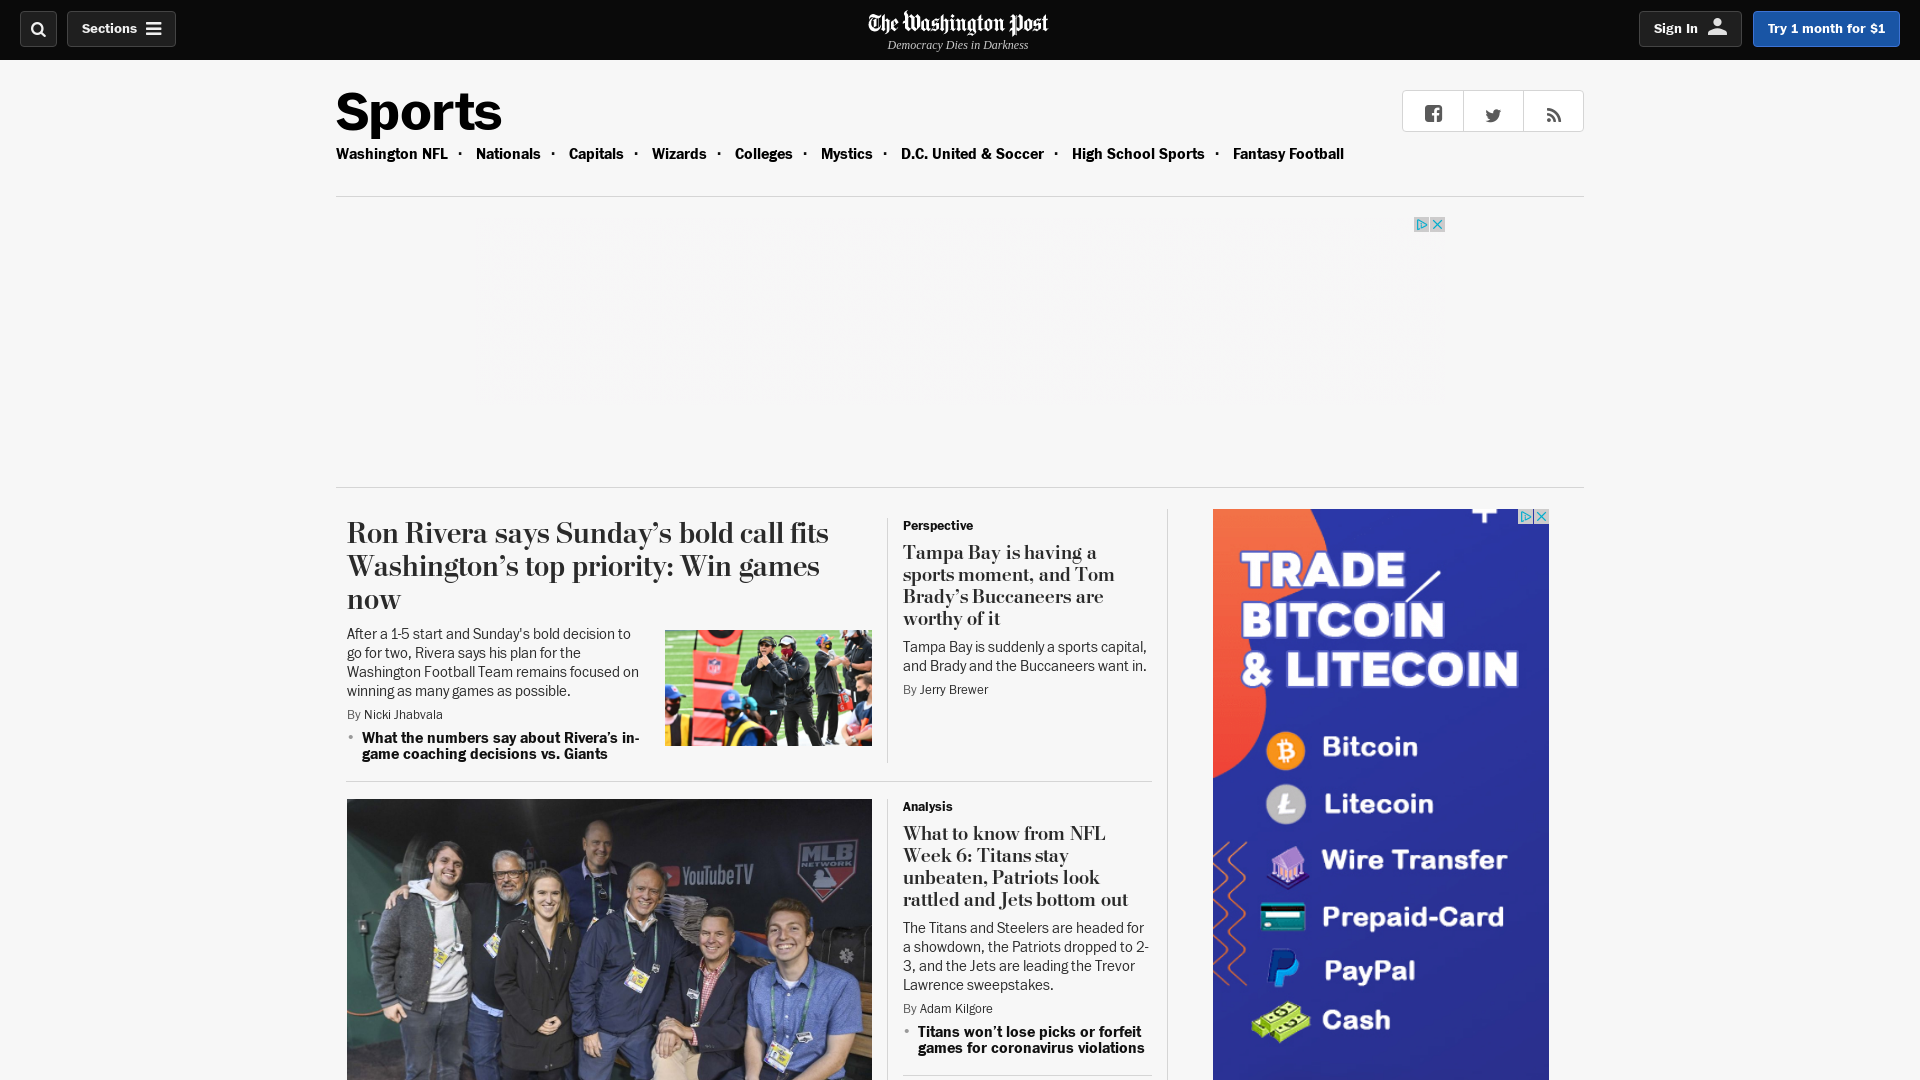 Sections
The Washington Post
Democracy Dies in Darkness
Sign In
Try 1 month for $1
Sports
Washington NFL · Nationals · Capitals · Wizards · Colleges · Mystics · D.C. United & Soccer · High School Sports · Fantasy Football
Ron Rivera says Sunday’s bold call fits
Washington’s top priority: Win games
now
After a 1-5 start and Sunday's bold decision to
go for two, Rivera says his plan for the
Washington Football Team remains focused on
winning as many games as possible.
By Nicki Jhabvala
• What the numbers say about Rivera’s in-
game coaching decisions vs. Giants
Perspective
Tampa Bay is having a
sports moment, and Tom
Brady’s Buccaneers are
worthy of it
Tampa Bay is suddenly a sports capital,
and Brady and the Buccaneers want in.
By Jerry Brewer
YouTubeTV
MLB
NETWORK
Analysis
What to know from NFL
Week 6: Titans stay
unbeaten, Patriots look
rattled and Jets bottom out
The Titans and Steelers are headed for
a showdown, the Patriots dropped to 2-
3, and the Jets are leading the Trevor
Lawrence sweepstakes.
By Adam Kilgore
• Titans won’t lose picks or forfeit
games for coronavirus violations
TRADE
BITCOIN
& LITECOIN
Bitcoin
Litecoin
Wire Transfer
Prepaid-Card
PayPal
Cash